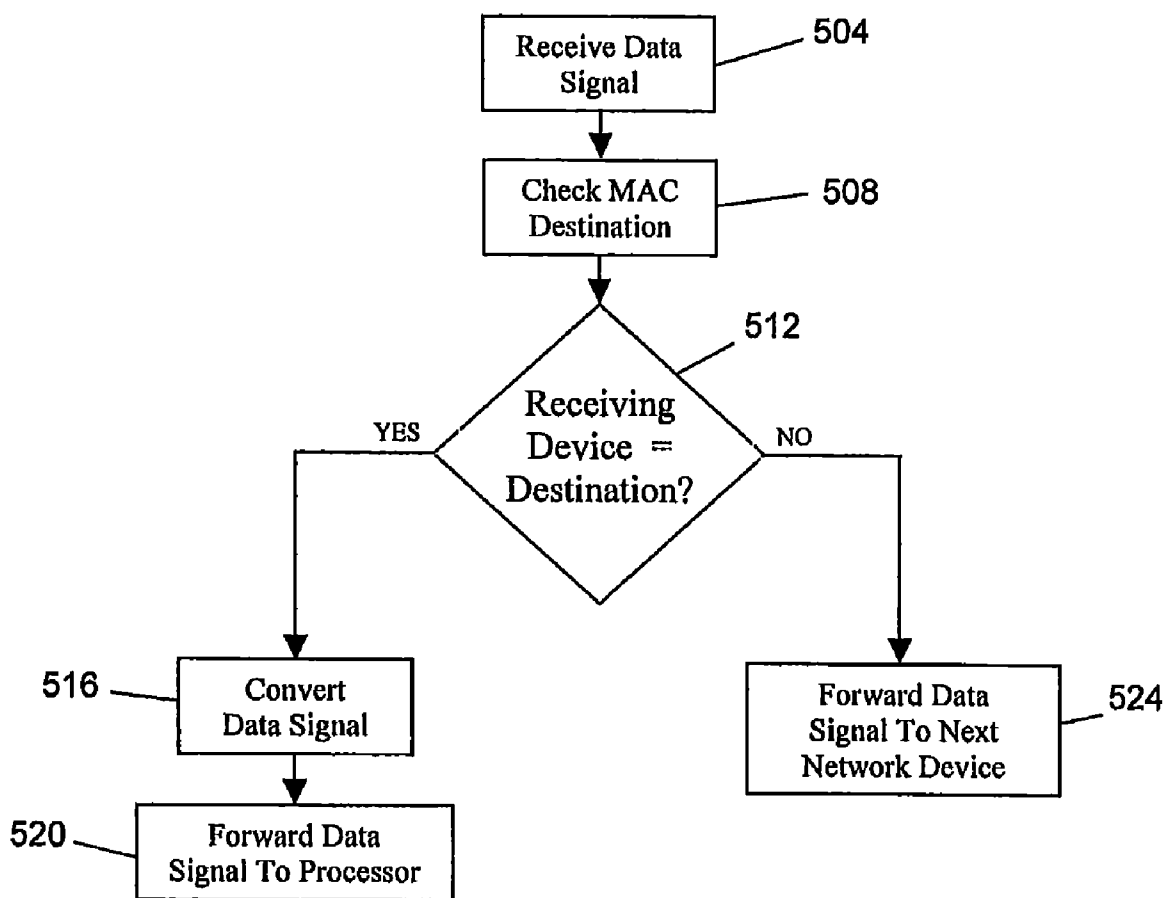 Receive Data
Signal
504
Check MAC
Destination
508
512
Receiving
Device =
Destination?
YES
NO
516
Convert
Data Signal
Forward Data
Signal To Next
Network Device
524
520
Forward Data
Signal To Processor